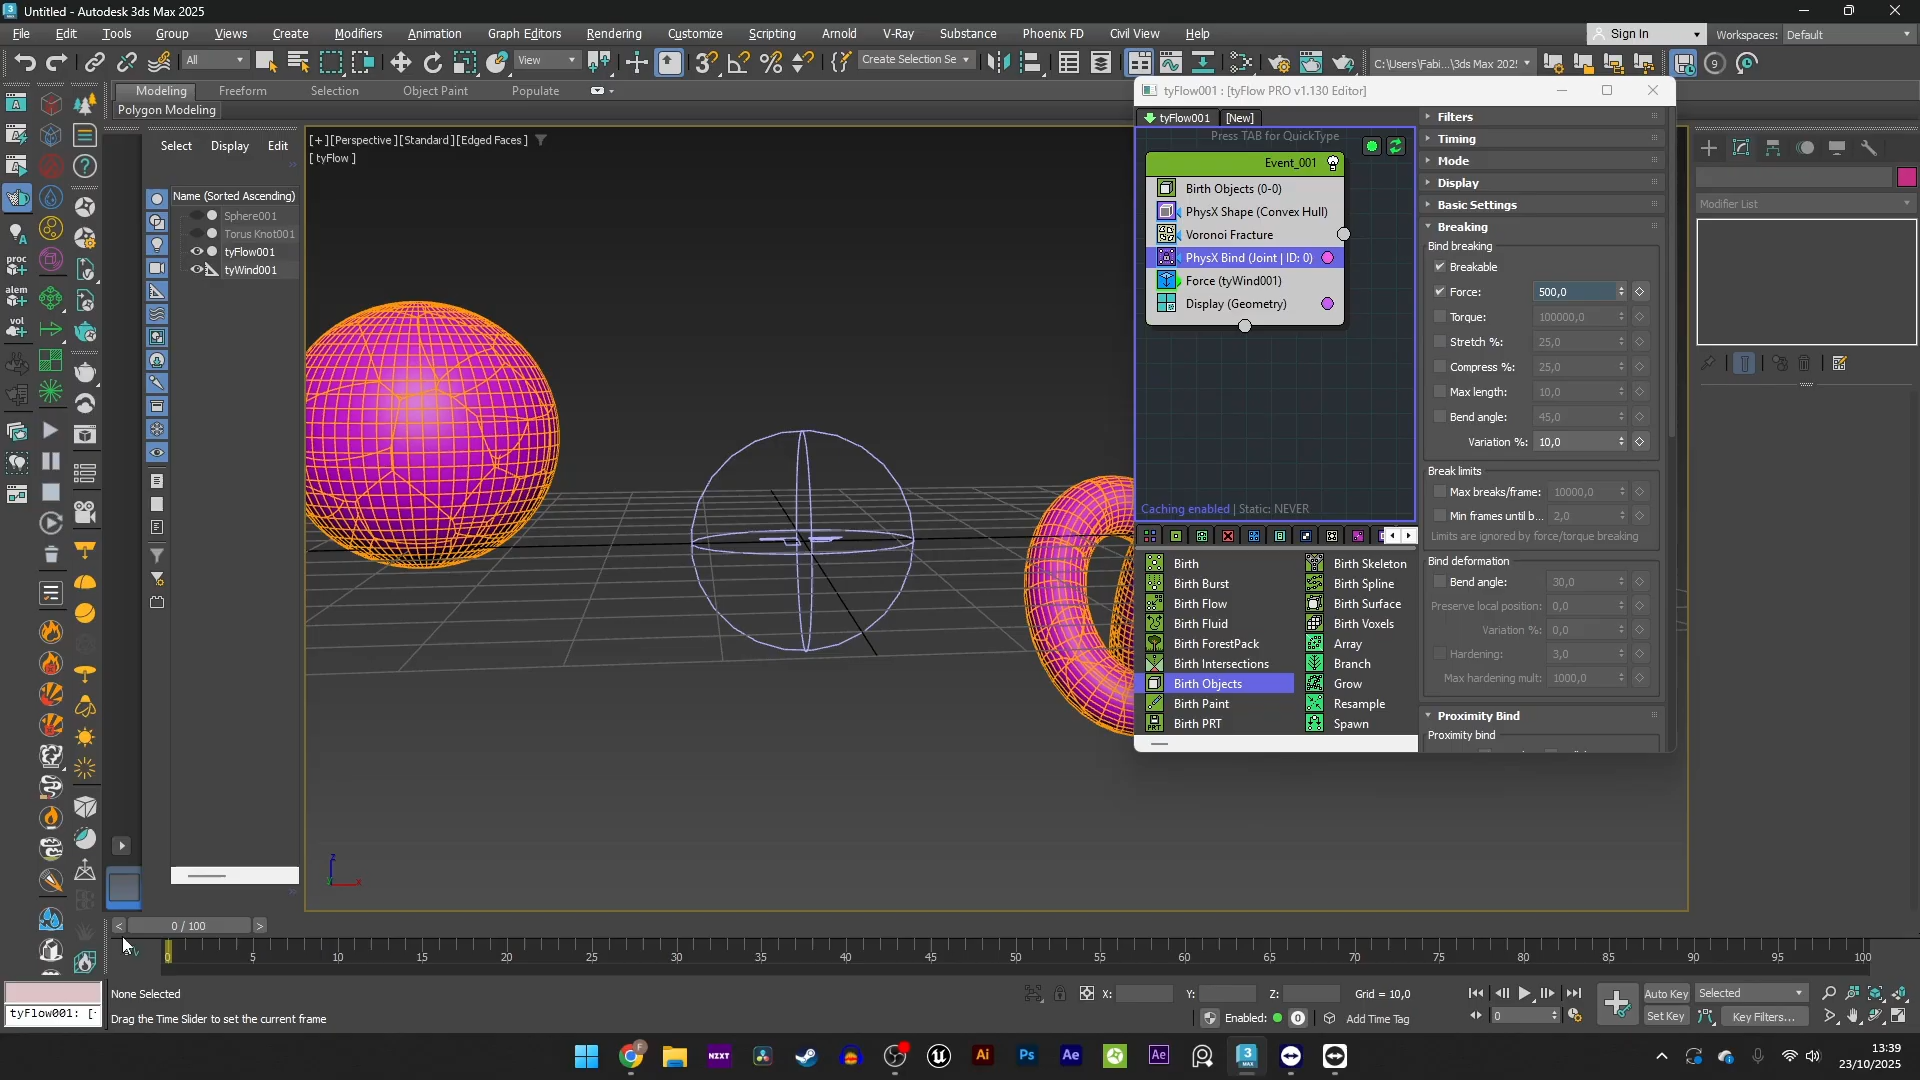 Untitled - Autodesk 3ds Max 2025
File Edit Tools Group Views Create Modifiers Animation Graph Editors Rendering Customize Scripting Arnold V-Ray Substance Phoenix FD Civil View Help
Sign In
Workspaces: Default
All
View
Create Selection Se
C:\Users\Fabi...\3ds Max 202
9
Modeling Freeform Selection Object Paint Populate
Polygon Modeling
Select Display Edit
Name (Sorted Ascending)
Sphere001
Torus Knot001
tyFlow001
tyWind001
proc
alem
vol
[+][Perspective][Standard][Edged Faces]
[ tyFlow ]
tyFlow001 : [tyFlow PRO v1.130 Editor]
tyFlow001 [New]
Press TAB for QuickType
Event_001
Birth Objects (0-0)
PhysX Shape (Convex Hull)
Voronoi Fracture
PhysX Bind (Joint | ID: 0)
Force (tyWind001)
Display (Geometry)
Caching enabled | Static: NEVER
Birth
Birth Burst
Birth Flow
Birth Fluid
Birth ForestPack
Birth Intersections
Birth Objects
Birth Paint
Birth PRT
Birth Skeleton
Birth Spline
Birth Surface
Birth Voxels
Array
Branch
Grow
Resample
Spawn
Filters
Timing
Mode
Display
Basic Settings
Breaking
Bind breaking
Breakable
Force: 500,0
Torque: 100000,0
Stretch %: 25,0
Compress %: 25,0
Max length: 10,0
Bend angle: 45,0
Variation %: 10,0
Break limits
Max breaks/frame: 10000,0
Min frames until b... 2,0
Limits are ignored by force/torque breaking
Bind deformation
Bend angle: 30,0
Preserve local position: 0,0
Variation %: 0,0
Hardening: 3,0
Max hardening mult: 1000,0
Proximity Bind
Proximity bind
Modifier List
z
x
< 0 / 100 >
0 5 10 15 20 25 30 35 40 45 50 55 60 65 70 75 80 85 90 95 100
tyFlow001: [
None Selected
Drag the Time Slider to set the current frame
X: Y: Z: Grid = 10,0
Enabled: 0 Add Time Tag
0
Auto Key Selected
Set Key Key Filters...
NZXT Ai Ps Ae Ae 3 MAX
13:39
23/10/2025